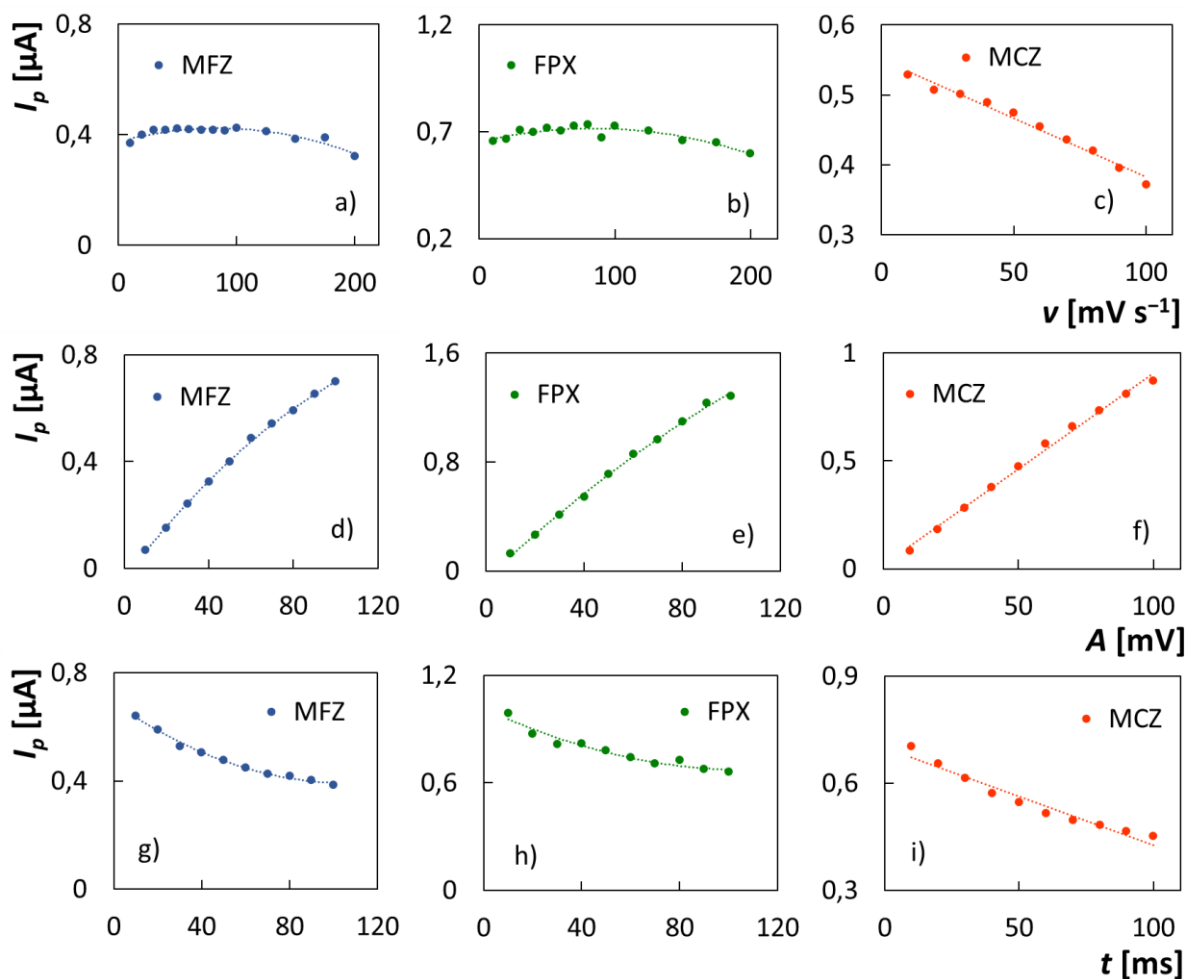 0,8 1,2 0,6
MFZ FPX MCZ
I_p [µA] 0,4 0,7 0,5
0,4
a) b) c)
0 0,2 0,3
0 100 200 0 100 200 0 50 100
v [mV s⁻¹]
0,8 1,6 1
MFZ FPX MCZ
I_p [µA] 0,4 0,8 0,5
d) e) f)
0 0 0
0 40 80 120 0 40 80 120 0 50 100
A [mV]
0,8 1,2 0,9
MFZ FPX MCZ
I_p [µA] 0,4 0,6 0,6
g) h) i)
0 0 0,3
0 40 80 120 0 40 80 120 0 50 100
t [ms]